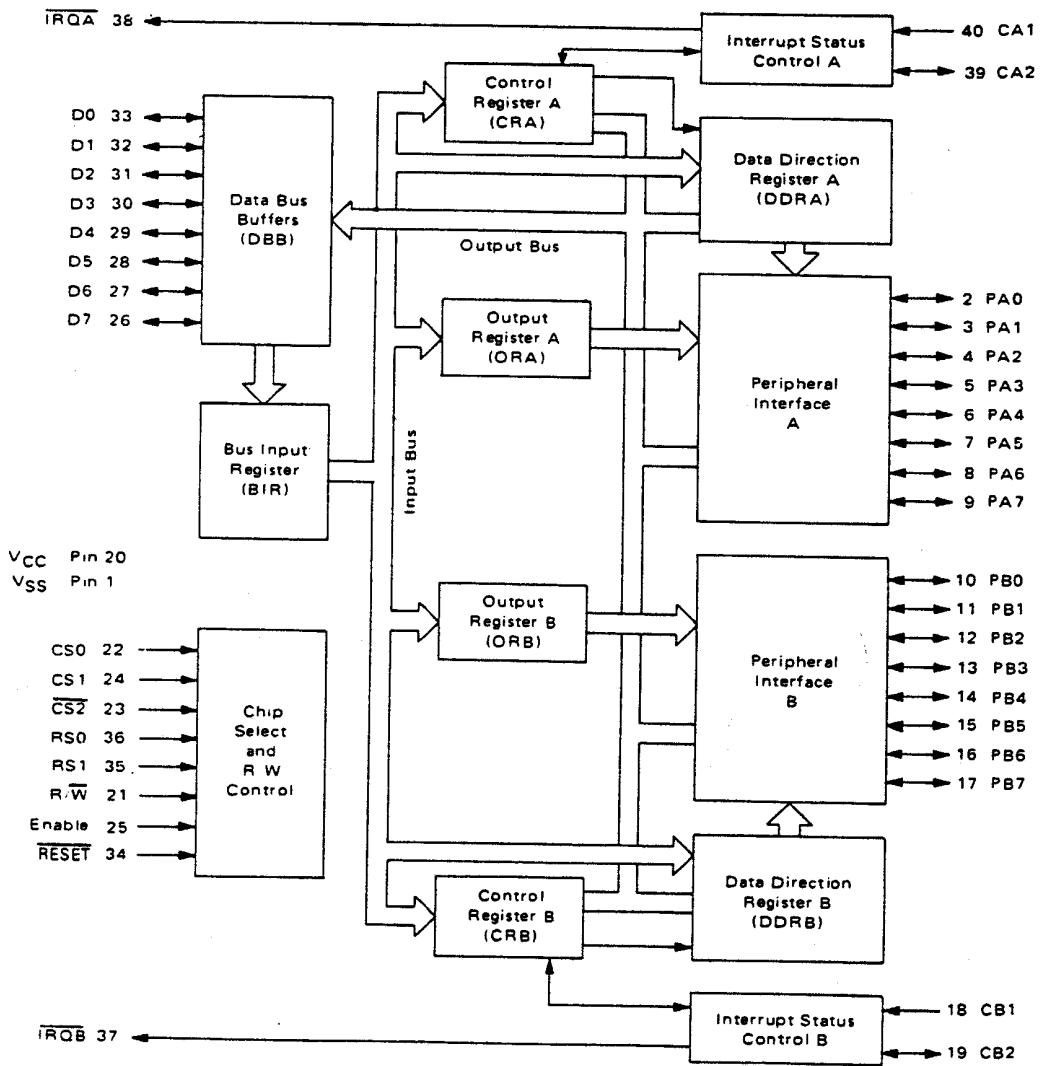 IRQA 38
Interrupt Status
Control A
40 CA1
39 CA2
Control
Register A
(CRA)
D0 33
D1 32
D2 31
D3 30
D4 29
D5 28
D6 27
D7 26
Data Bus
Buffers
(DBB)
Data Direction
Register A
(DDRA)
Output Bus
Output
Register A
(ORA)
Peripheral
Interface
A
2 PA0
3 PA1
4 PA2
5 PA3
6 PA4
7 PA5
8 PA6
9 PA7
Bus Input
Register
(BIR)
Input Bus
VCC Pin 20
VSS Pin 1
Output
Register B
(ORB)
Peripheral
Interface
B
10 PB0
11 PB1
12 PB2
13 PB3
14 PB4
15 PB5
16 PB6
17 PB7
CS0 22
CS1 24
CS2 23
RS0 36
RS1 35
R/W 21
Enable 25
RESET 34
Chip
Select
and
R W
Control
Control
Register B
(CRB)
Data Direction
Register B
(DDRB)
Interrupt Status
Control B
18 CB1
19 CB2
IRQB 37